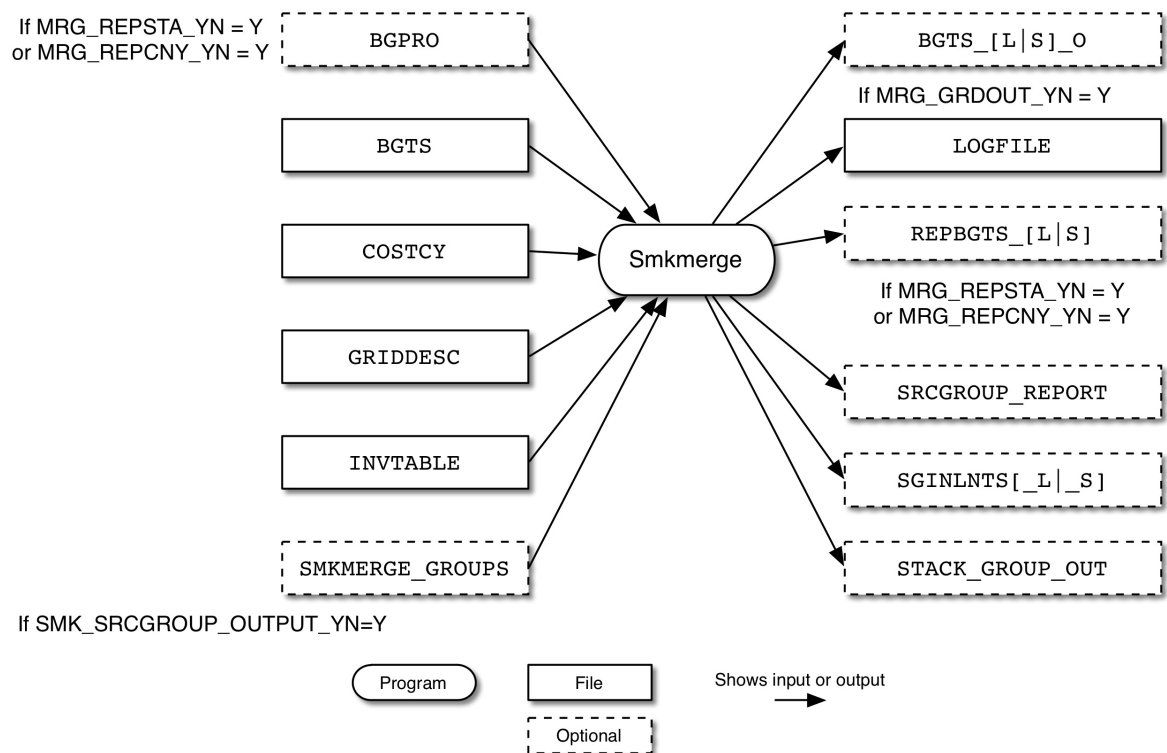 If MRG_REPSTA_YN = Y
or MRG_REPCNY_YN = Y
BGPRO
BGTS
COSTCY
GRIDDESC
INVTABLE
SMKMERGE_GROUPS
If SMK_SRCGROUP_OUTPUT_YN=Y
Smkmerge
BGTS_[L|S]_O
If MRG_GRDOUT_YN = Y
LOGFILE
REPBGTS_[L|S]
If MRG_REPSTA_YN = Y
or MRG_REPCNY_YN = Y
SRCGROUP_REPORT
SGINLNTS[_L|_S]
STACK_GROUP_OUT
Program
File
Shows input or output
Optional